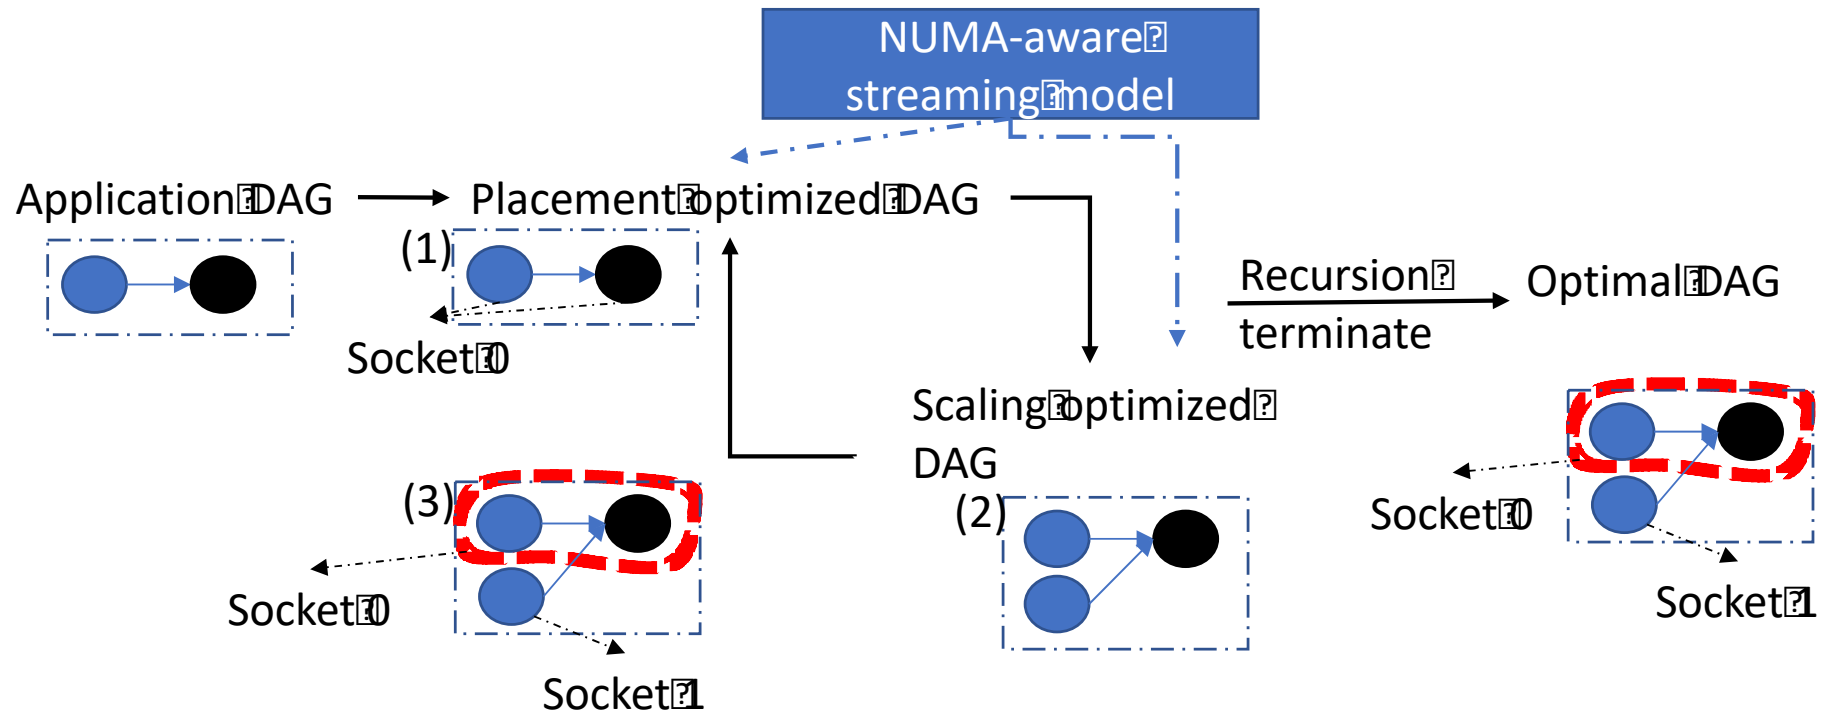 NUMA-aware
streaming model
Application DAG
Placement optimized DAG
(1)
Socket 0
Recursion
terminate
Optimal DAG
Scaling optimized
DAG
(2)
(3)
Socket 0
Socket 1
Socket 0
Socket 1